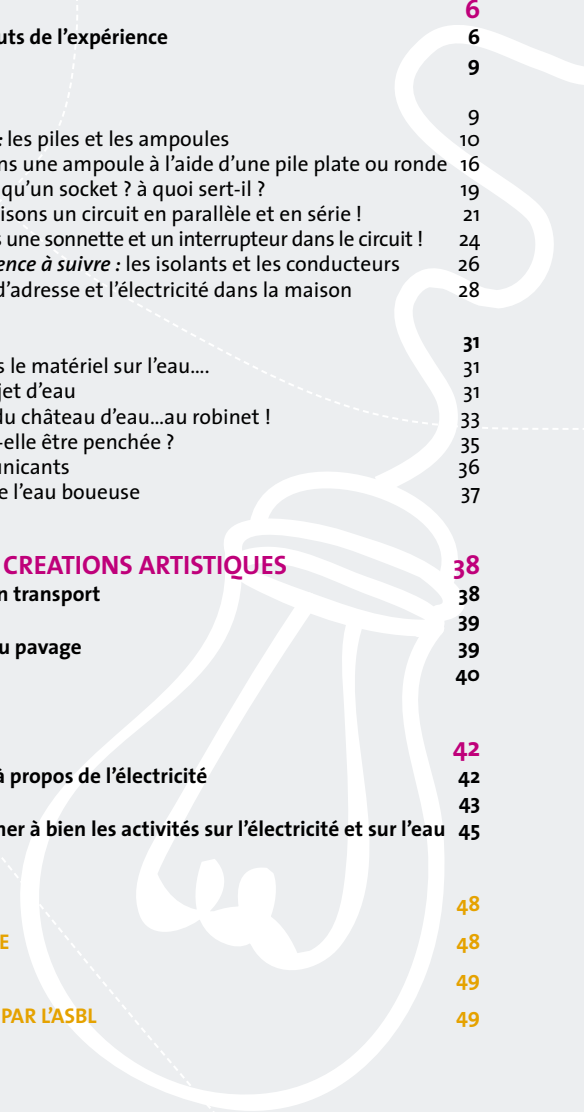 6
uts de l’expérience 6
9
9
: les piles et les ampoules 10
ns une ampoule à l’aide d’une pile plate ou ronde 16
qu’un socket ? à quoi sert-il ? 19
isons un circuit en parallèle et en série ! 21
s une sonnette et un interrupteur dans le circuit ! 24
ence à suivre : les isolants et les conducteurs 26
d’adresse et l’électricité dans la maison 28
31
s le matériel sur l’eau.... 31
jet d’eau 31
du château d’eau...au robinet ! 33
-elle être penchée ? 35
unicants 36
e l’eau boueuse 37
CREATIONS ARTISTIQUES 38
n transport 38
39
u pavage 39
40
42
à propos de l’électricité 42
43
ner à bien les activités sur l’électricité et sur l’eau 45
48
E 48
49
PAR L’ASBL 49